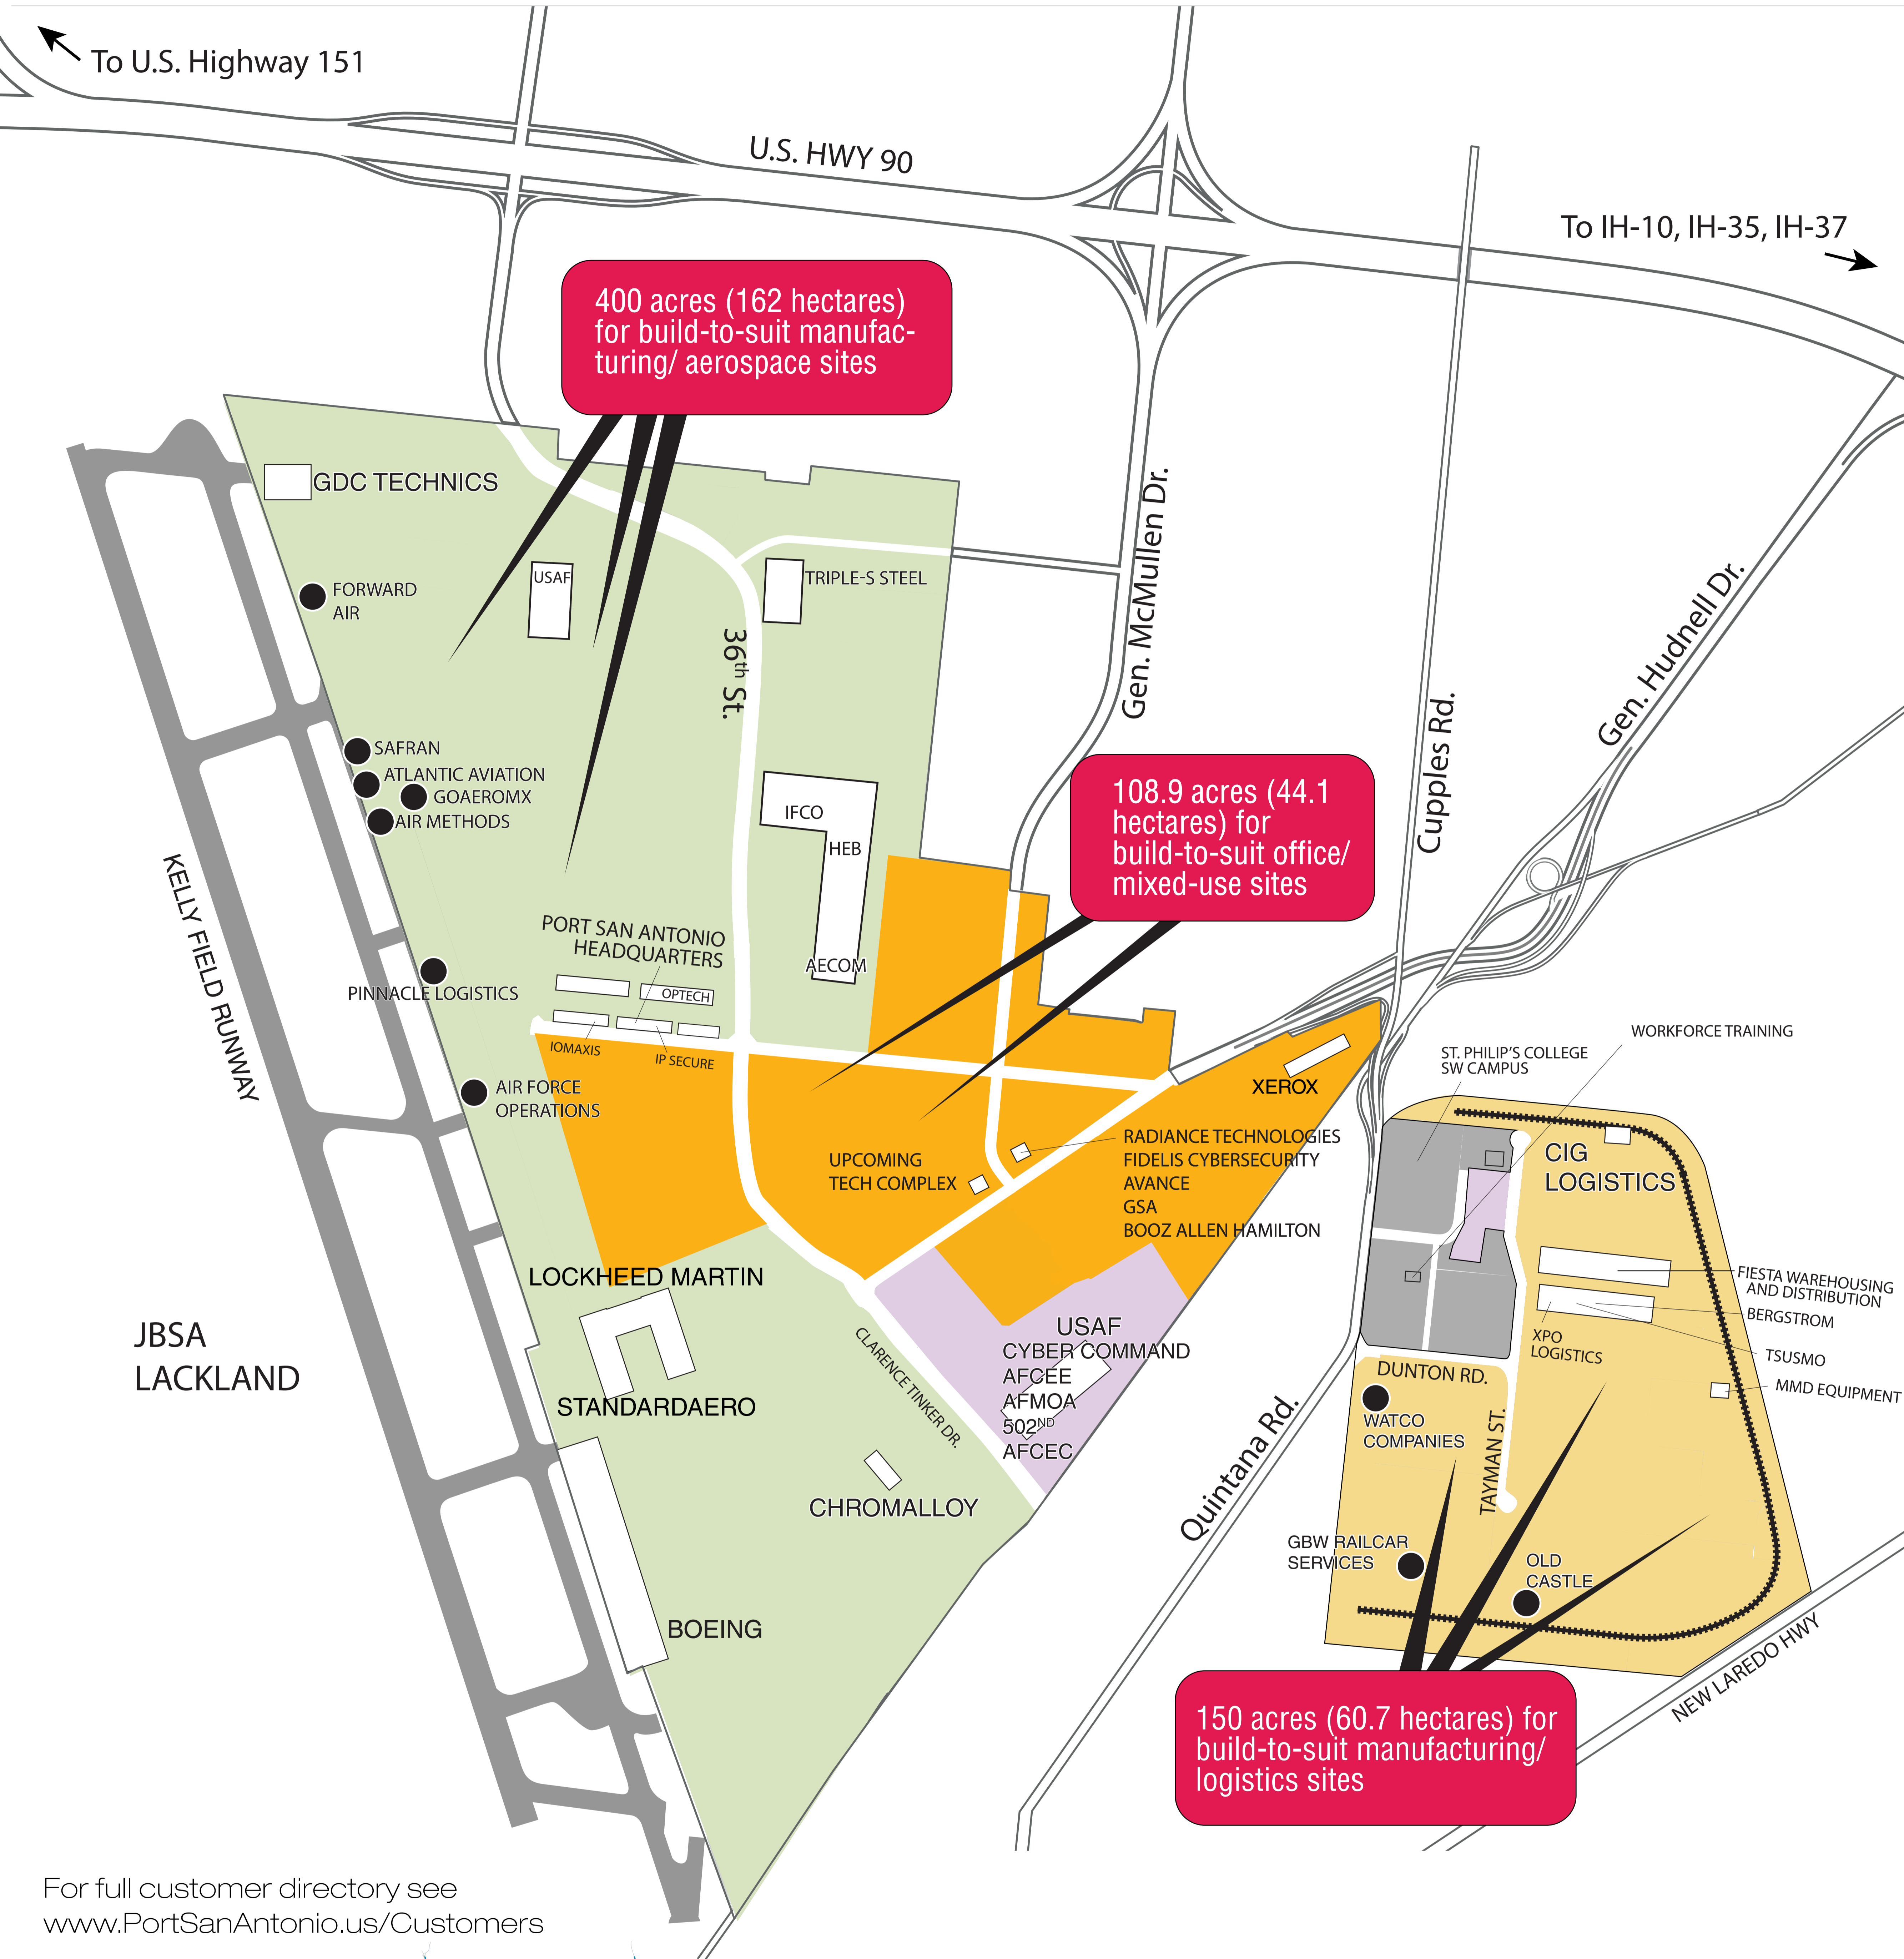 To U.S. Highway 151
U.S. HWY 90
To IH-10, IH-35, IH-37
400 acres (162 hectares)
for build-to-suit manufac-
turing/ aerospace sites
GDC TECHNICS
FORWARD
AIR
USAF
TRIPLE-S STEEL
36th St.
Gen. McMullen Dr.
Cupples Rd.
Gen. Hudnell Dr.
SAFRAN
ATLANTIC AVIATION
GOAEROMX
AIR METHODS
IFCO
HEB
AECOM
108.9 acres (44.1
hectares) for
build-to-suit office/
mixed-use sites
KELLY FIELD RUNWAY
PORT SAN ANTONIO
HEADQUARTERS
OPTECH
PINNACLE LOGISTICS
IOMAXIS
IP SECURE
AIR FORCE
OPERATIONS
XEROX
WORKFORCE TRAINING
ST. PHILIP'S COLLEGE
SW CAMPUS
UPCOMING
TECH COMPLEX
RADIANCE TECHNOLOGIES
FIDELIS CYBERSECURITY
AVANCE
GSA
BOOZ ALLEN HAMILTON
CIG
LOGISTICS
LOCKHEED MARTIN
STANDARDAERO
JBSA
LACKLAND
CLARENCE TINKER DR.
USAF
CYBER COMMAND
AFCEE
AFMOA
502ND
AFCEC
FIESTA WAREHOUSING
AND DISTRIBUTION
BERGSTROM
XPO
LOGISTICS
TSUSMO
MMD EQUIPMENT
DUNTON RD.
WATCO
COMPANIES
TAYMAN ST.
CHROMALLOY
Quintana Rd.
GBW RAILCAR
SERVICES
OLD
CASTLE
BOEING
NEW LAREDO HWY
150 acres (60.7 hectares) for
build-to-suit manufacturing/
logistics sites
For full customer directory see
www.PortSanAntonio.us/Customers